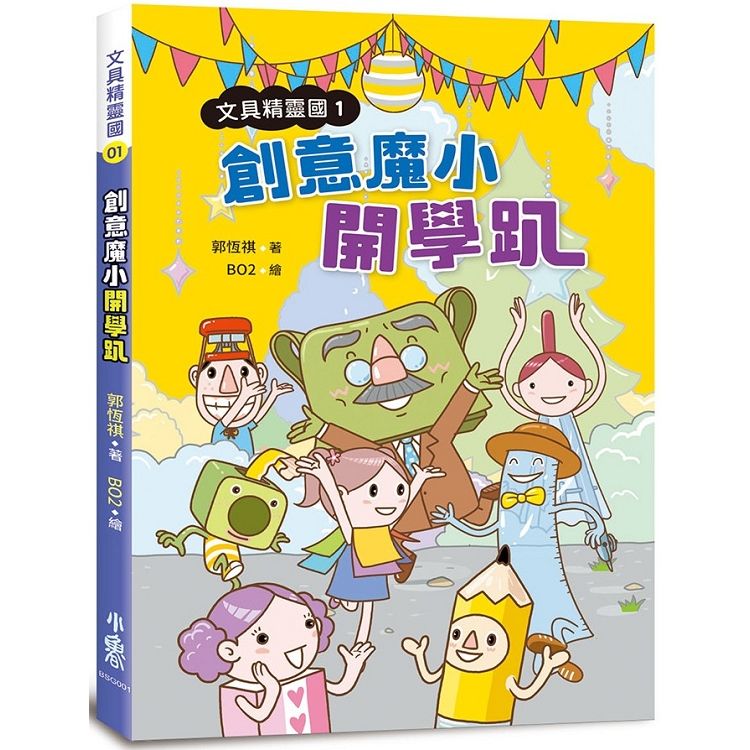 文具精靈國
01
創意魔小開學趴
郭恆祺◆著
BO2◆繪
小魯
BSG001
文具精靈國1
創意魔小
開學趴
郭恆祺◆著
BO2◆繪